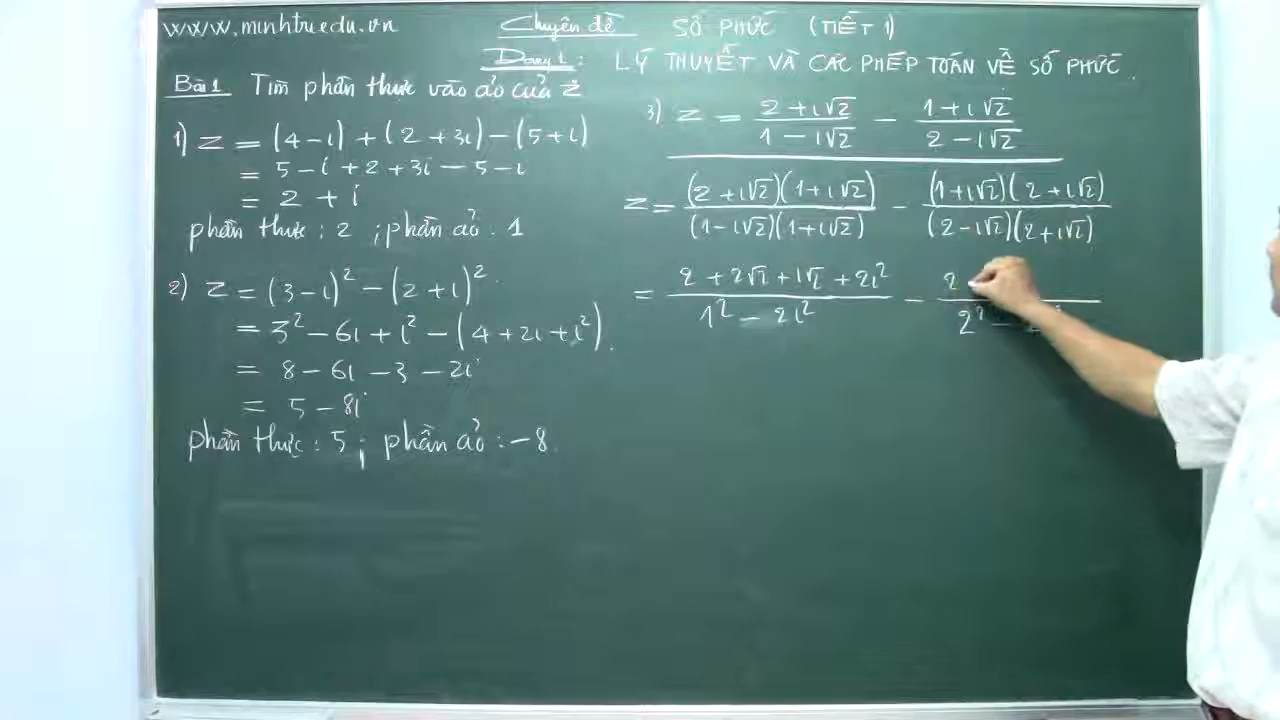 www.minhtriedu.vn
Chuyên đề SỐ PHỨC (TIẾT 1)
Dạng 1: LÝ THUYẾT VÀ CÁC PHÉP TOÁN VỀ SỐ PHỨC.
Bài 1 Tìm phần thực và ảo của z
1) z = (4-i) + (2+3i) - (5+i)
= 5 - i + 2 + 3i - 5 - i
= 2 + i
phần thực: 2 ; phần ảo: 1
2) z = (3-i)² - (2+i)².
= 3² - 6i + i² - (4 + 2i + i²).
= 8 - 6i - 3 - 2i
= 5 - 8i
phần thực: 5 ; phần ảo: -8.
3) z = (2+i√2)/(1-i√2) - (1+i√2)/(2-i√2)
z = (2+i√2)(1+i√2)/(1-i√2)(1+i√2) - (1+i√2)(2+i√2)/(2-i√2)(2+i√2)
= (2 + 2√2 + i√2 + 2i²)/(1² - 2i²) - 2/2² -